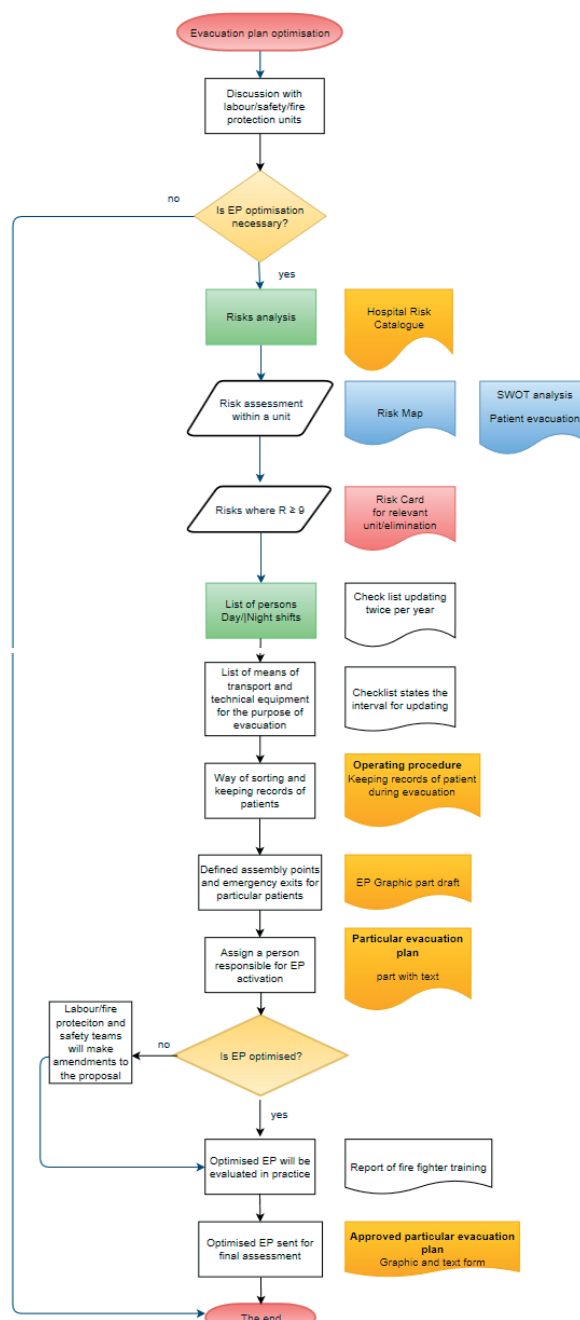 Evacuation plan optimisation
Discussion with
labour/safety/fire
protection units
no
Is EP optimisation
necessary?
yes
Risks analysis
Hospital Risk
Catalogue
Risk assessment
within a unit
Risk Map
SWOT analysis
Patient evacuation
Risks where R ≥ 9
Risk Card
for relevant
unit/elimination
List of persons
Day/|Night shifts
Check list updating
twice per year
List of means of
transport and
technical equipment
for the purpose of
evacuation
Checklist states the
interval for updating
Way of sorting and
keeping records of
patients
Operating procedure
Keeping records of patient
during evacuation
Defined assembly points
and emergency exits for
particular patients
EP Graphic part draft
Assign a person
responsible for EP
activation
Particular evacuation
plan
part with text
Labour/fire
proteciton and
safety teams
will make
amendments to
the proposal
no
Is EP optimised?
yes
Optimised EP will be
evaluated in practice
Report of fire fighter training
Optimised EP sent for
final assessment
Approved particular evacuation
plan
Graphic and text form
The end